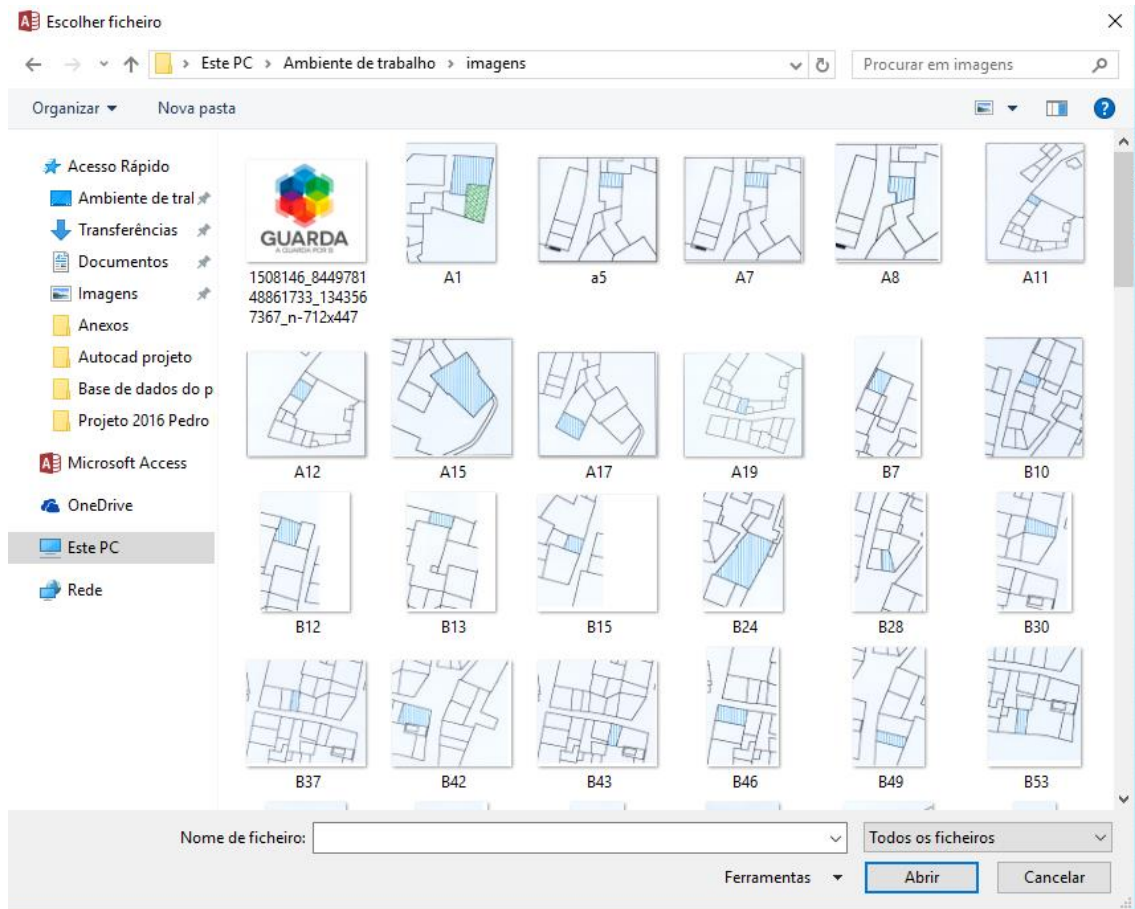 Escolher ficheiro
Este PC > Ambiente de trabalho > imagens
Procurar em imagens
Organizar
Nova pasta
Acesso Rápido
Ambiente de tral
Transferências
Documentos
Imagens
Anexos
Autocad projeto
Base de dados do p
Projeto 2016 Pedro
Microsoft Access
OneDrive
Este PC
Rede
GUARDA
A GUARDA POR SI
1508146_8449781
48861733_134356
7367_n-712x447
A1
a5
A7
A8
A11
A12
A15
A17
A19
B7
B10
B12
B13
B15
B24
B28
B30
B37
B42
B43
B46
B49
B53
Nome de ficheiro:
Todos os ficheiros
Ferramentas
Abrir
Cancelar